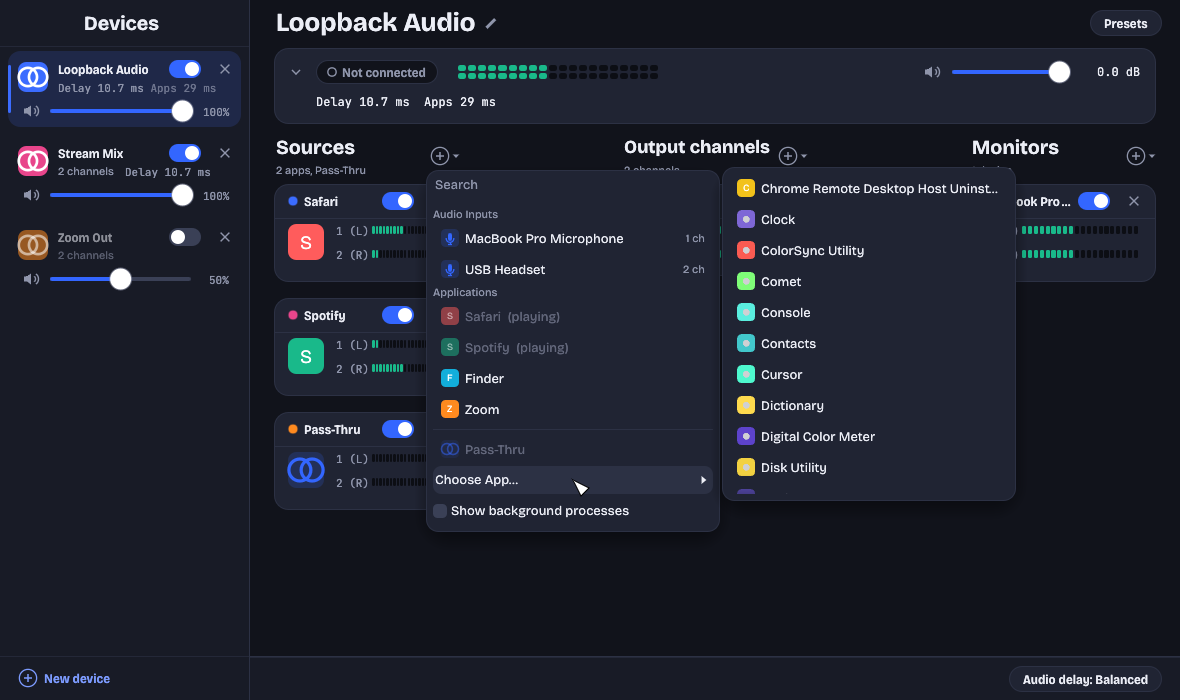 Devices
Loopback Audio
Delay 10.7 ms Apps 29 ms
100%
Stream Mix
2 channels Delay 10.7 ms
100%
Zoom Out
2 channels
50%
New device
Loopback Audio
Presets
Not connected
0.0 dB
Delay 10.7 ms Apps 29 ms
Sources
2 apps, Pass-Thru
Output channels
Monitors
Safari
S
1 (L)
2 (R)
Spotify
S
1 (L)
2 (R)
Pass-Thru
1 (L)
2 (R)
Search
Audio Inputs
MacBook Pro Microphone 1 ch
USB Headset 2 ch
Applications
S Safari (playing)
S Spotify (playing)
F Finder
Z Zoom
Pass-Thru
Choose App...
Show background processes
C Chrome Remote Desktop Host Uninst...
Clock
ColorSync Utility
Comet
Console
Contacts
Cursor
Dictionary
Digital Color Meter
Disk Utility
ook Pro...
Audio delay: Balanced